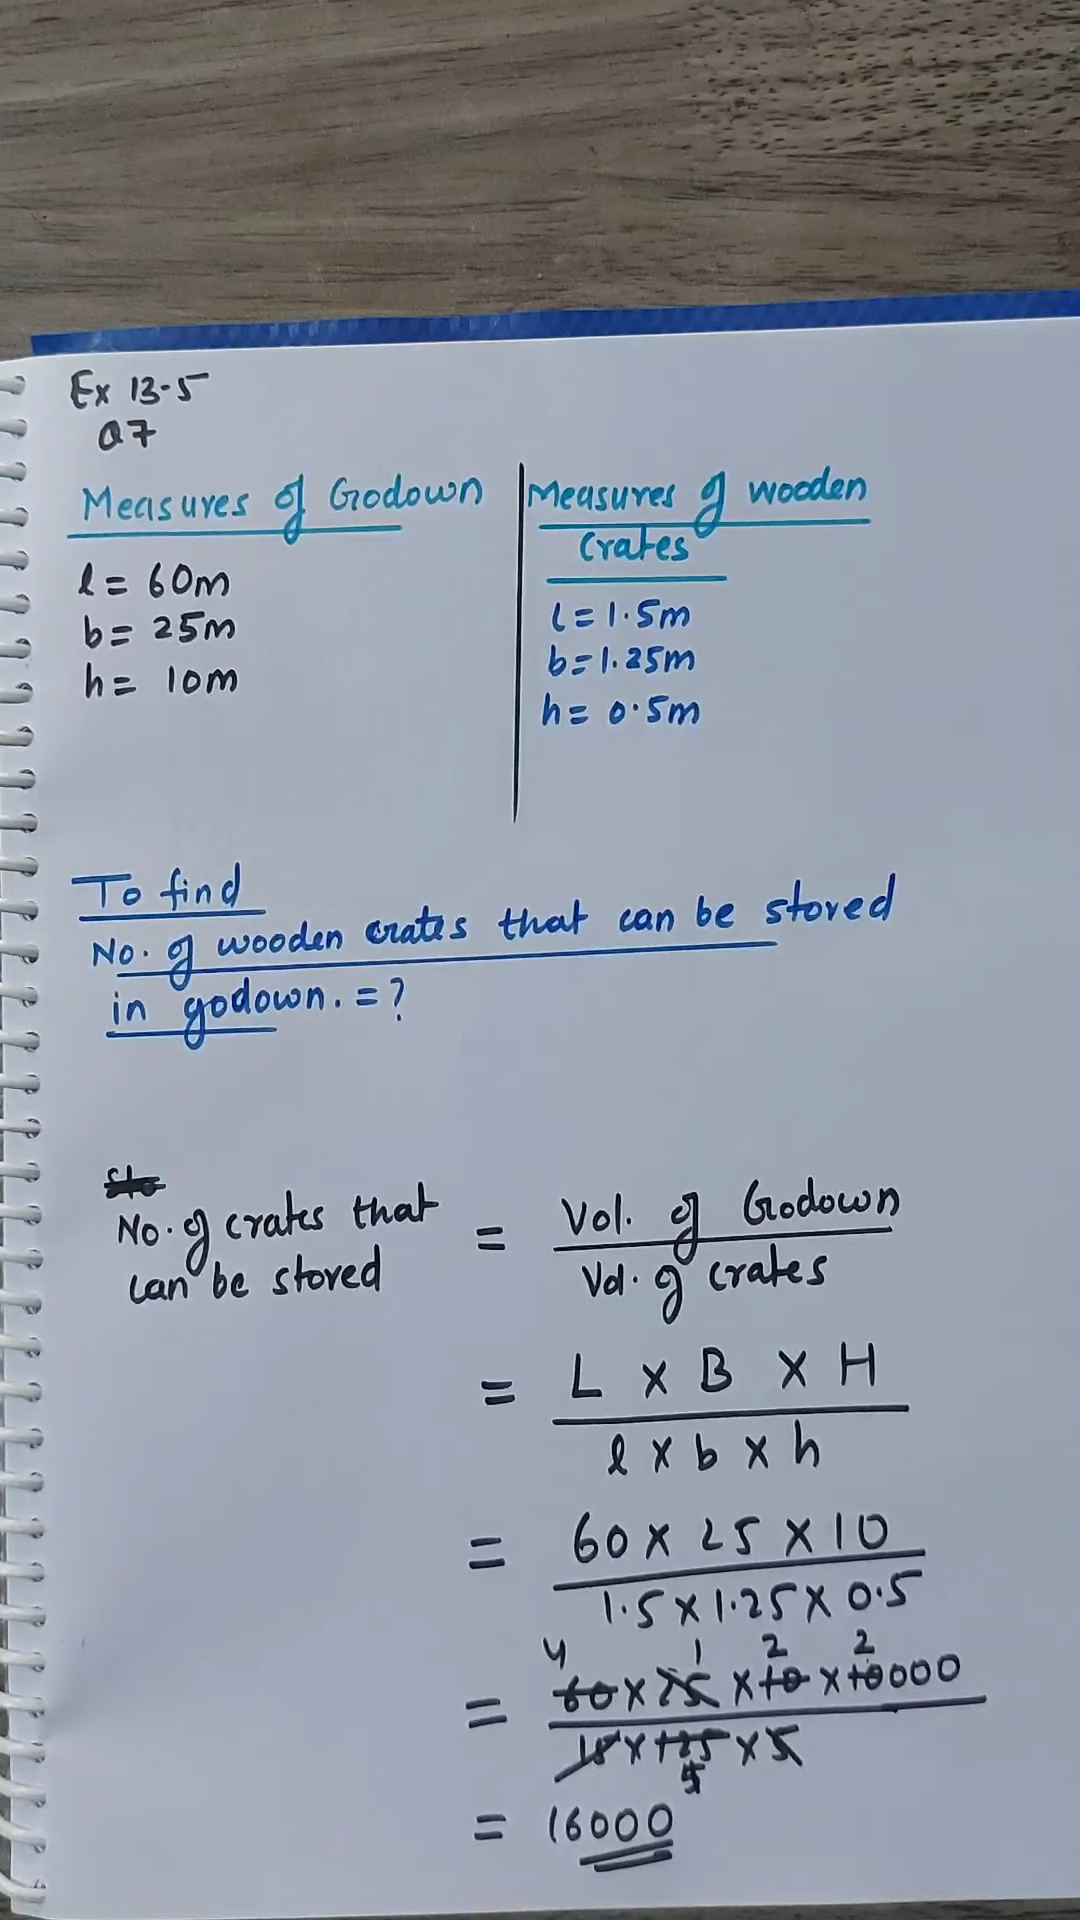 Ex 13-5
Q7
Measures of Godown
l = 60m
b = 25m
h = 10m
Measures of wooden
Crates
l = 1.5m
b = 1.25m
h = 0.5m
To find
No. of wooden crates that can be stored
in godown. = ?
Sto
No. of crates that
can be stored
= Vol. of Godown
Vol. of crates
= L × B × H
l × b × h
= 60 × 25 × 10
1.5 × 1.25 × 0.5
4 1 2 2
= 60 × 25 × 10 × 10000
15 × 125 × 5
5
= 16000